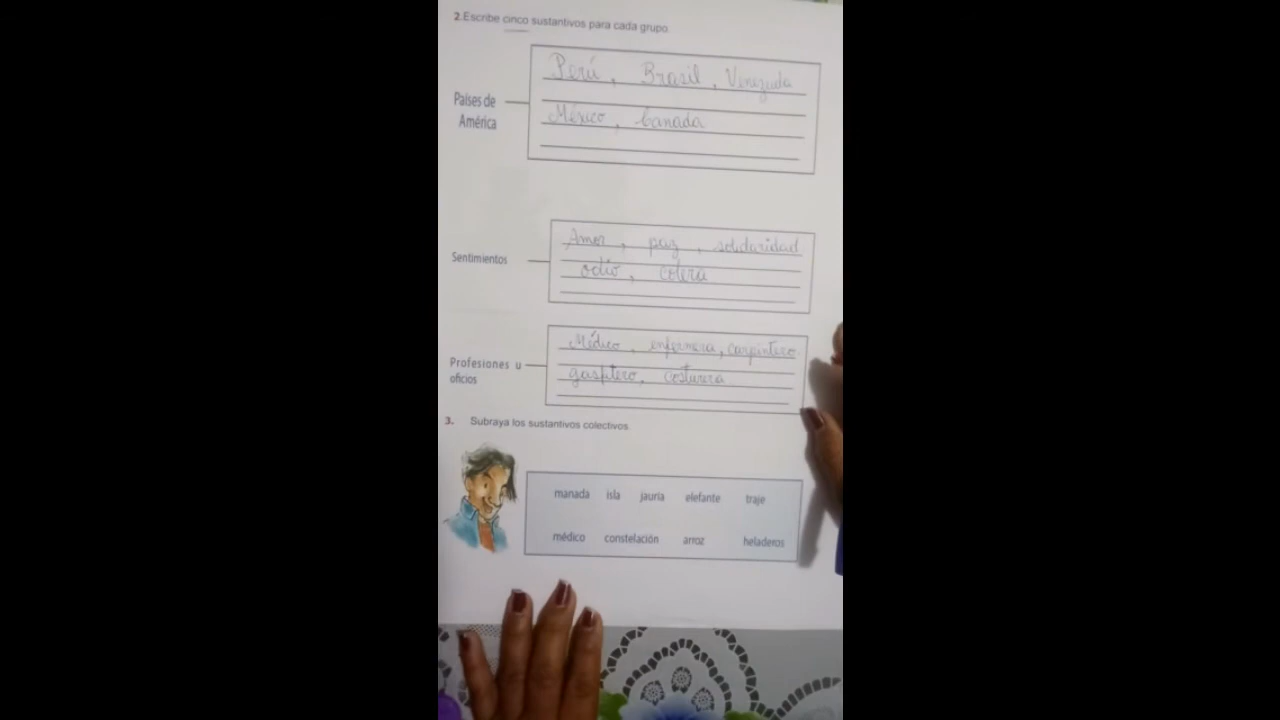 2.Escribe cinco sustantivos para cada grupo.
Países de
América
Perú, Brasil, Venezuela
México, Canadá
Sentimientos
Amor, paz, solidaridad
odio, colera
Profesiones u
oficios
Médico, enfermera, carpintero.
gasfitero, costurera
3. Subraya los sustantivos colectivos.
manada isla jauría elefante traje
médico constelación arroz heladeros